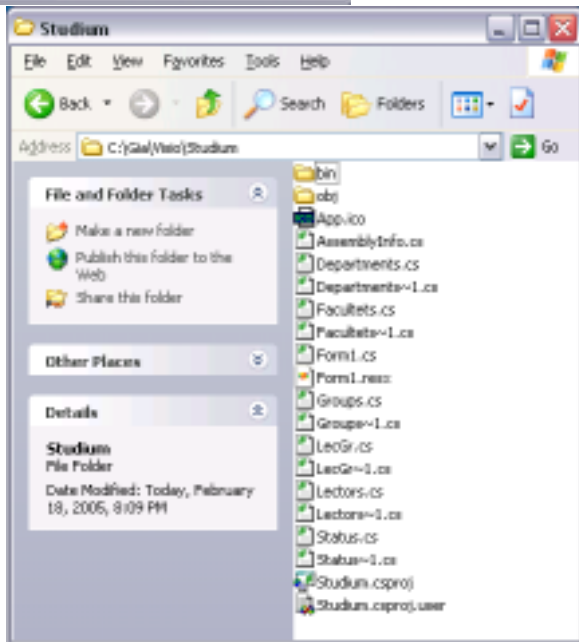 Studium
File Edit View Favorites Tools Help
Back Search Folders
Address C:\Gial\Visio\Studium Go
File and Folder Tasks
Make a new folder
Publish this folder to the
Web
Share this folder
Other Places
Details
Studium
File Folder
Date Modified: Today, February
18, 2005, 8:09 PM
bin
obj
App.ico
AssemblyInfo.cs
Departments.cs
Departments~1.cs
Facultets.cs
Facultets~1.cs
Form1.cs
Form1.resx
Groups.cs
Groups~1.cs
LecGr.cs
LecGr~1.cs
Lectors.cs
Lectors~1.cs
Status.cs
Status~1.cs
Studium.csproj
Studium.csproj.user